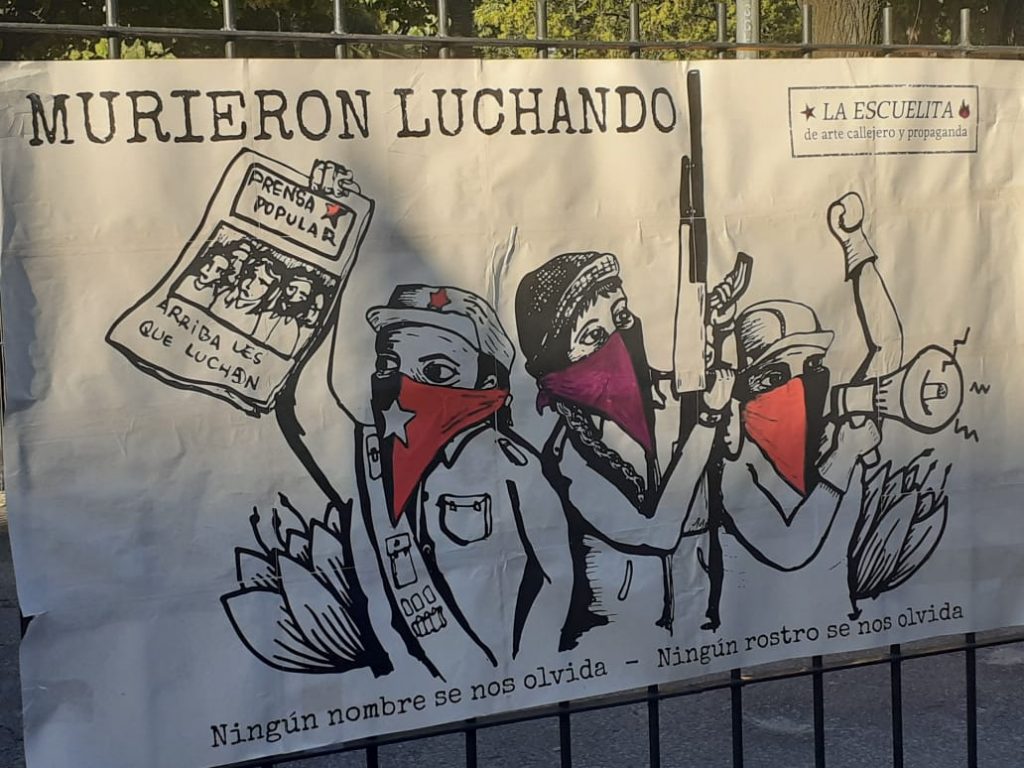 MURIERON LUCHANDO
LA ESCUELITA
de arte callejero y propaganda
PRENSA
POPULAR
ARRIBA LES
QUE LUCHAN
Ningún nombre se nos olvida – Ningún rostro se nos olvida